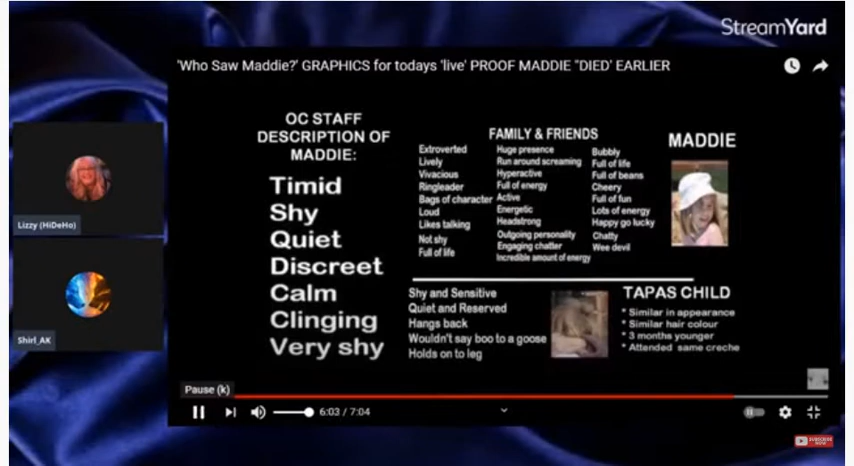 StreamYard
'Who Saw Maddie?' GRAPHICS for todays 'live' PROOF MADDIE "DIED' EARLIER
OC STAFF
DESCRIPTION OF
MADDIE:
Timid
Shy
Quiet
Discreet
Calm
Clinging
Very shy
FAMILY & FRIENDS
Extroverted
Lively
Vivacious
Ringleader
Bags of character
Loud
Likes talking
Not shy
Full of life
Huge presence
Run around screaming
Hyperactive
Full of energy
Active
Energetic
Headstrong
Outgoing personality
Engaging chatter
Incredible amount of energy
Bubbly
Full of life
Full of beans
Cheery
Full of fun
Lots of energy
Happy go lucky
Chatty
Wee devil
MADDIE
Shy and Sensitive
Quiet and Reserved
Hangs back
Wouldn't say boo to a goose
Holds on to leg
TAPAS CHILD
* Similar in appearance
* Similar hair colour
* 3 months younger
* Attended same creche
Lizzy (HiDeHo)
Shirl_AK
Pause (k)
6:03 / 7:04
SUBSCRIBE
NOW